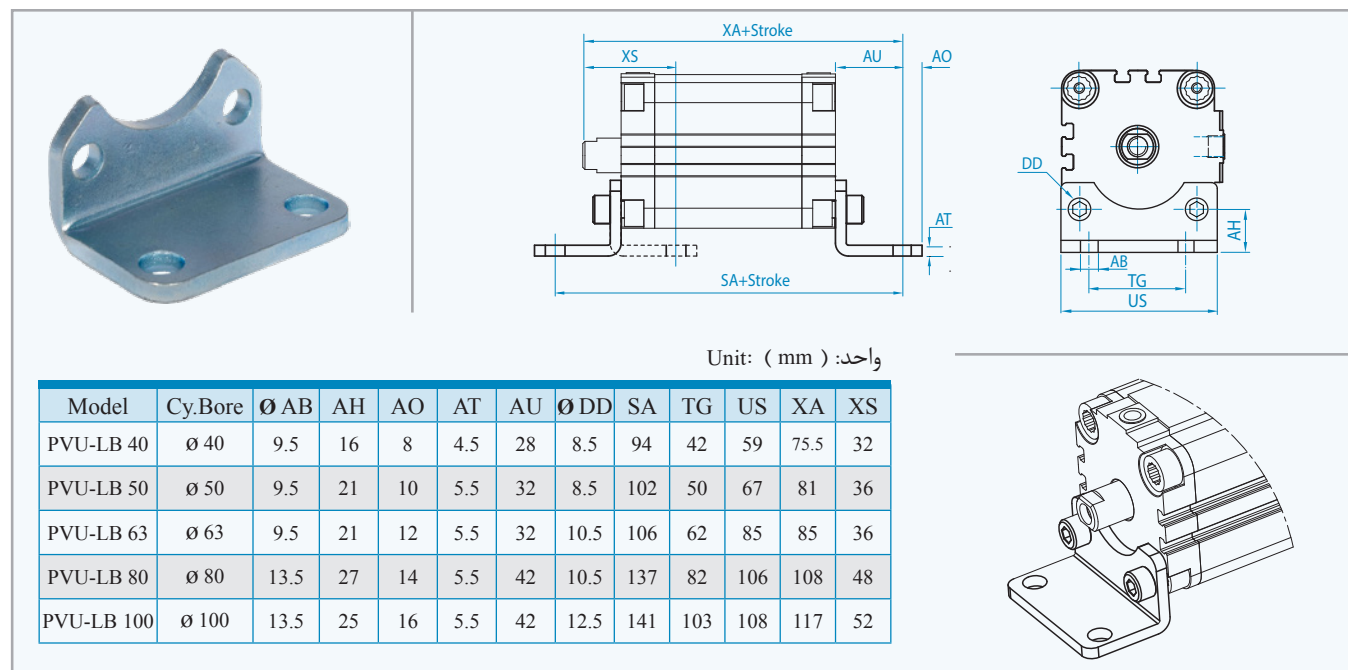 XA+Stroke
XS
AU
AO
AT
SA+Stroke
DD
AH
AB
TG
US
Unit: ( mm ) :واحد
Model Cy.Bore Ø AB AH AO AT AU Ø DD SA TG US XA XS
PVU-LB 40 Ø 40 9.5 16 8 4.5 28 8.5 94 42 59 75.5 32
PVU-LB 50 Ø 50 9.5 21 10 5.5 32 8.5 102 50 67 81 36
PVU-LB 63 Ø 63 9.5 21 12 5.5 32 10.5 106 62 85 85 36
PVU-LB 80 Ø 80 13.5 27 14 5.5 42 10.5 137 82 106 108 48
PVU-LB 100 Ø 100 13.5 25 16 5.5 42 12.5 141 103 108 117 52